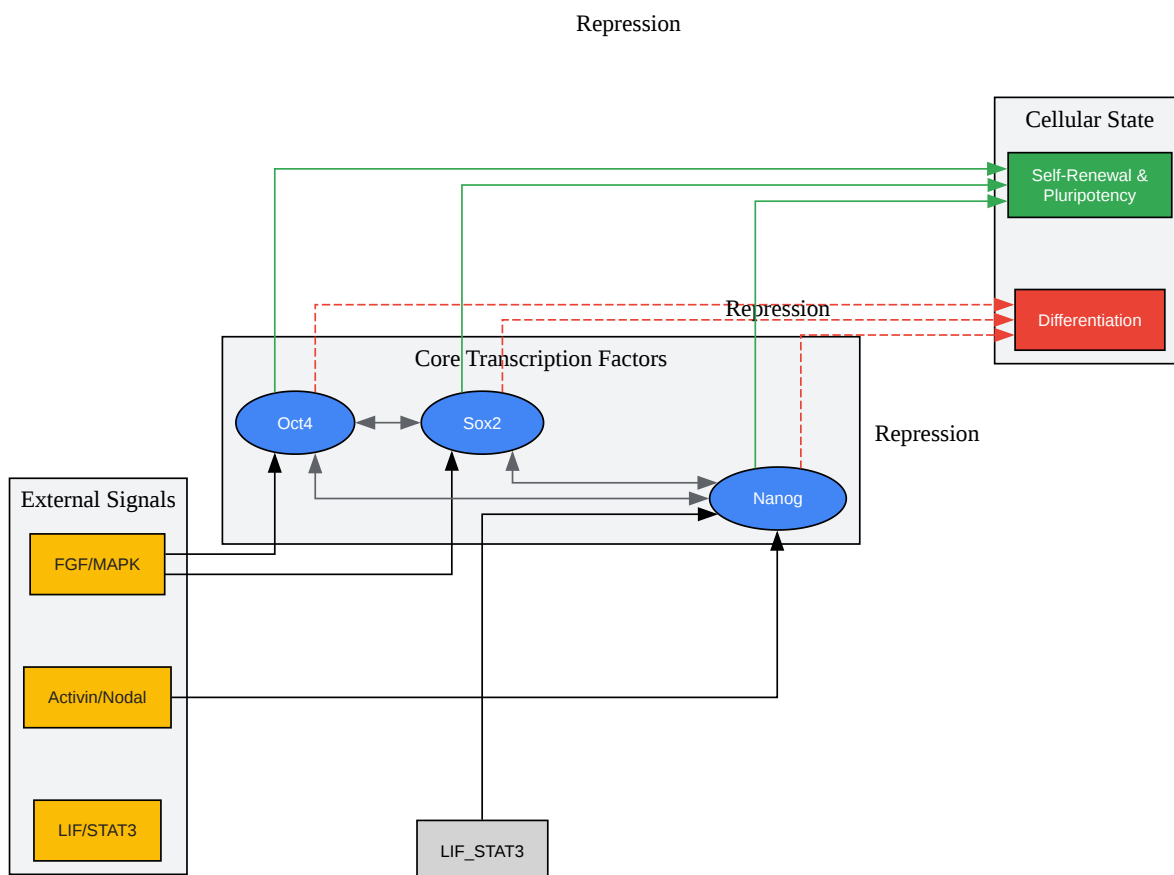 Repression
Cellular State
Self-Renewal &
Pluripotency
Repression
Differentiation
Core Transcription Factors
Oct4
Sox2
Repression
External Signals
Nanog
FGF/MAPK
Activin/Nodal
LIF/STAT3
LIF_STAT3